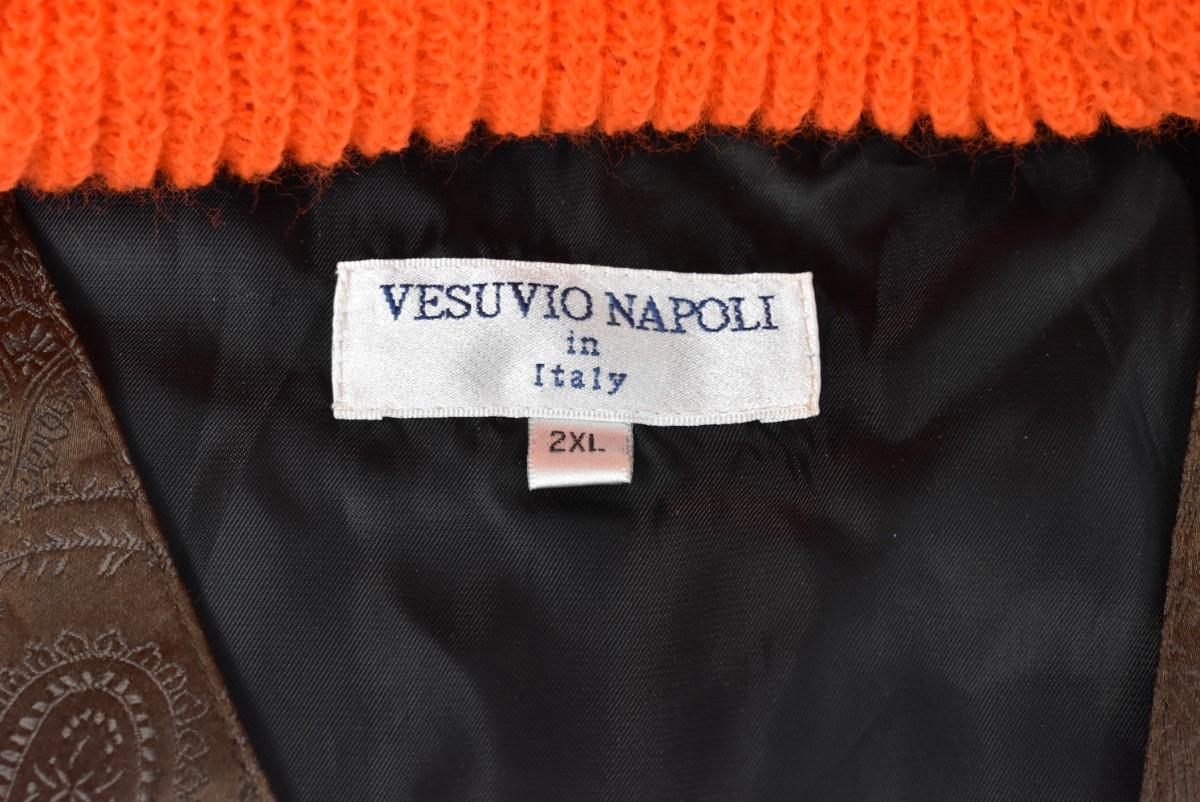 VESUVIO NAPOLI
in
Italy
2XL